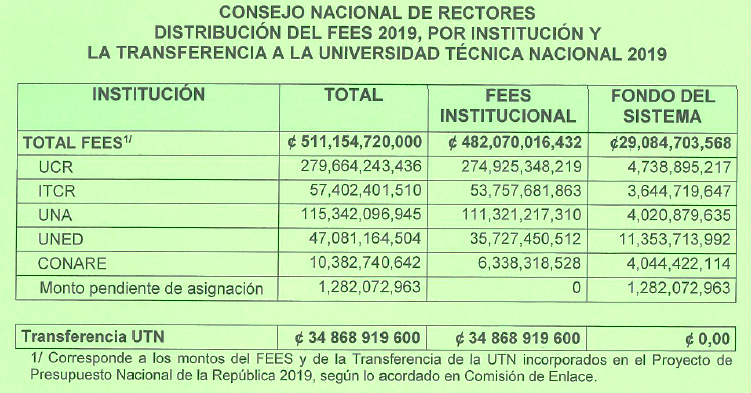 CONSEJO NACIONAL DE RECTORES
DISTRIBUCIÓN DEL FEES 2019, POR INSTITUCIÓN Y
LA TRANSFERENCIA A LA UNIVERSIDAD TÉCNICA NACIONAL 2019
INSTITUCIÓN TOTAL FEES INSTITUCIONAL FONDO DEL SISTEMA
TOTAL FEES1/ ¢ 511,154,720,000 ¢ 482,070,016,432 ¢29,084,703,568
UCR 279,664,243,436 274,925,348,219 4,738,895,217
ITCR 57,402,401,510 53,757,681,863 3,644,719,647
UNA 115,342,096,945 111,321,217,310 4,020,879,635
UNED 47,081,164,504 35,727,450,512 11,353,713,992
CONARE 10,382,740,642 6,338,318,528 4,044,422,114
Monto pendiente de asignación 1,282,072,963 0 1,282,072,963
Transferencia UTN ¢ 34 868 919 600 ¢ 34 868 919 600 ¢ 0,00
1/ Corresponde a los montos del FEES y de la Transferencia de la UTN incorporados en el Proyecto de
Presupuesto Nacional de la República 2019, según lo acordado en Comisión de Enlace.